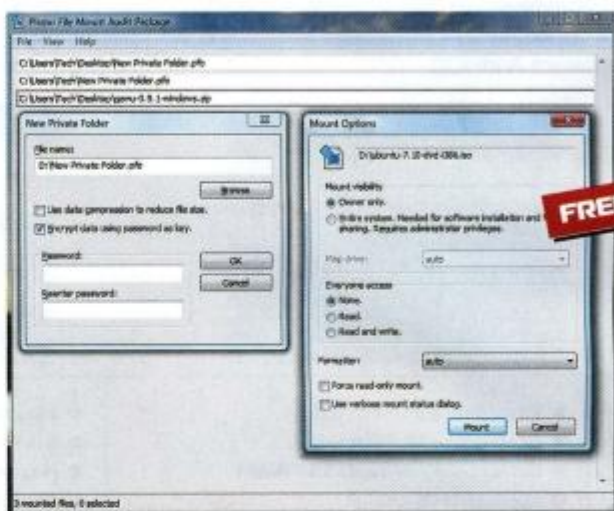 Pismo File Mount Audit Package
File View Help
C:\Users\Tech\Desktop\New Private Folder.pfo
C:\Users\Tech\New Private Folder.pfo
C:\Users\Tech\Desktop\qemu-0.9.1-windows.zip
New Private Folder
File name:
D:\New Private Folder.pfo
Browse
Use data compression to reduce file size.
Encrypt data using password as key.
Password:
OK
Cancel
Reenter password:
Mount Options
D:\ubuntu-7.10-dvd-i386.iso
Mount visibility
Owner only.
Entire system. Needed for software installation and
sharing. Requires administrator privileges.
FREE
Map drive:
auto
Everyone access
None.
Read.
Read and write.
Formatter:
auto
Force read-only mount.
Use verbose mount status dialog.
Mount
Cancel
3 mounted files, 0 selected